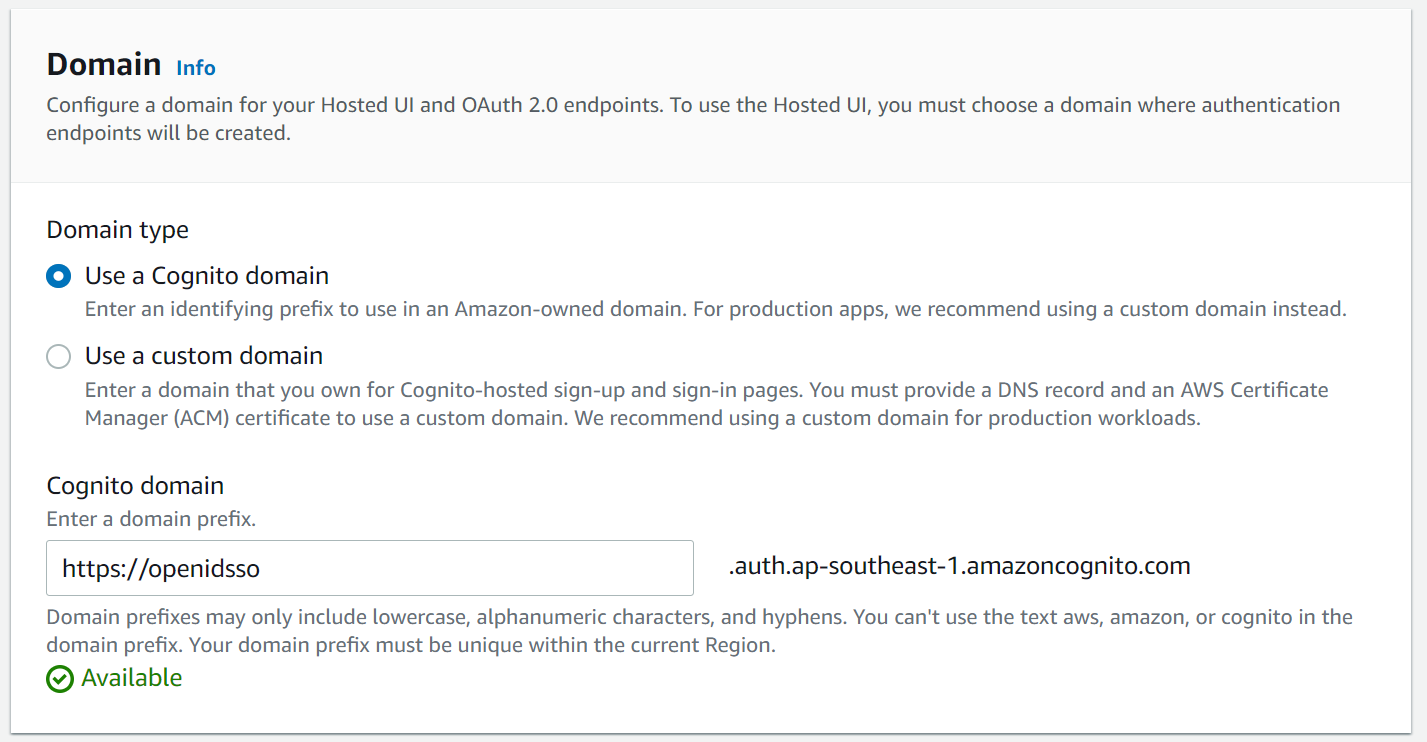 Domain Info
Configure a domain for your Hosted UI and OAuth 2.0 endpoints. To use the Hosted UI, you must choose a domain where authentication
endpoints will be created.
Domain type
Use a Cognito domain
Enter an identifying prefix to use in an Amazon-owned domain. For production apps, we recommend using a custom domain instead.
Use a custom domain
Enter a domain that you own for Cognito-hosted sign-up and sign-in pages. You must provide a DNS record and an AWS Certificate
Manager (ACM) certificate to use a custom domain. We recommend using a custom domain for production workloads.
Cognito domain
Enter a domain prefix.
https://openidsso .auth.ap-southeast-1.amazoncognito.com
Domain prefixes may only include lowercase, alphanumeric characters, and hyphens. You can't use the text aws, amazon, or cognito in the
domain prefix. Your domain prefix must be unique within the current Region.
Available